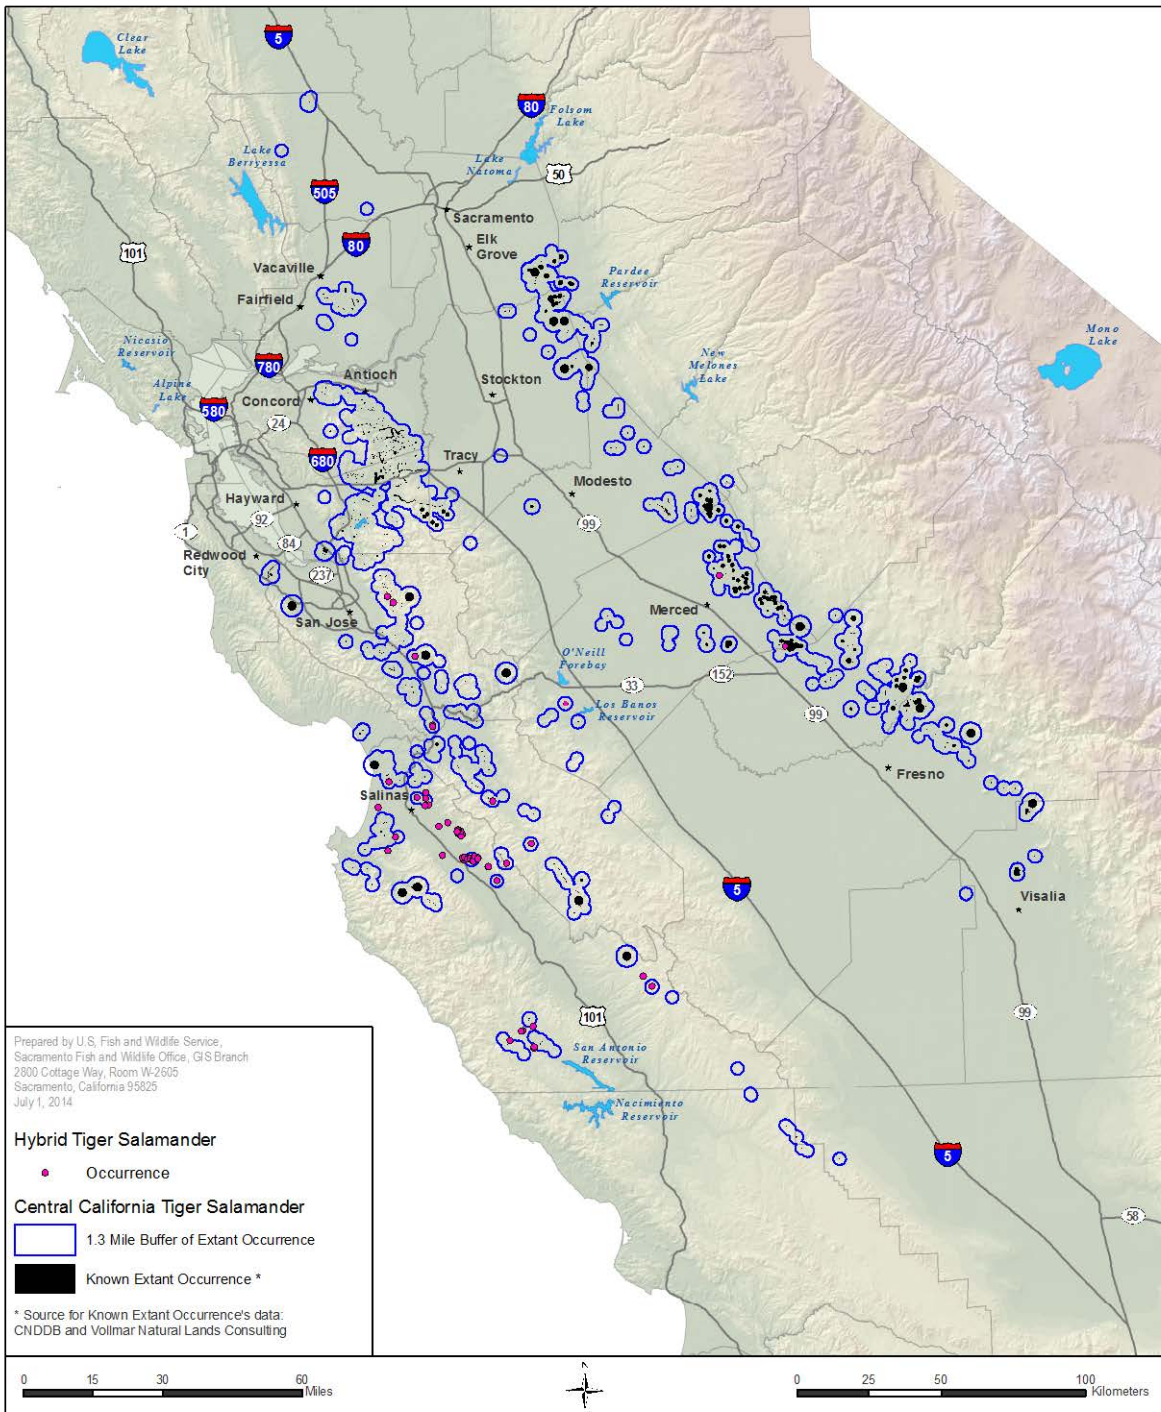 5
Clear
Lake
80
Folsom
Lake
Lake
Berryessa
Lake
Natoma
50
505
Sacramento
101
80
Elk
Grove
Vacaville
Pardee
Reservoir
Fairfield
Nicasio
Reservoir
Mono
Lake
780
New
Melones
Lake
Antioch
Stockton
Alpine
Lake
580
Concord
24
680
Tracy
Modesto
Hayward
92
99
1
84
Redwood
City
237
San Jose
Merced
O'Neill
Forebay
152
33
Los Banos
Reservoir
99
Fresno
Salinas
5
Visalia
101
99
San Antonio
Reservoir
Nacimiento
Reservoir
5
58
Prepared by U.S. Fish and Wildlife Service,
Sacramento Fish and Wildlife Office, GIS Branch
2800 Cottage Way, Room W-2605
Sacramento, California 95825
July 1, 2014
Hybrid Tiger Salamander
Occurrence
Central California Tiger Salamander
1.3 Mile Buffer of Extant Occurrence
Known Extant Occurrence *
* Source for Known Extant Occurrence's data:
CNDDB and Vollmar Natural Lands Consulting
0 15 30 60
Miles
0 25 50 100
Kilometers